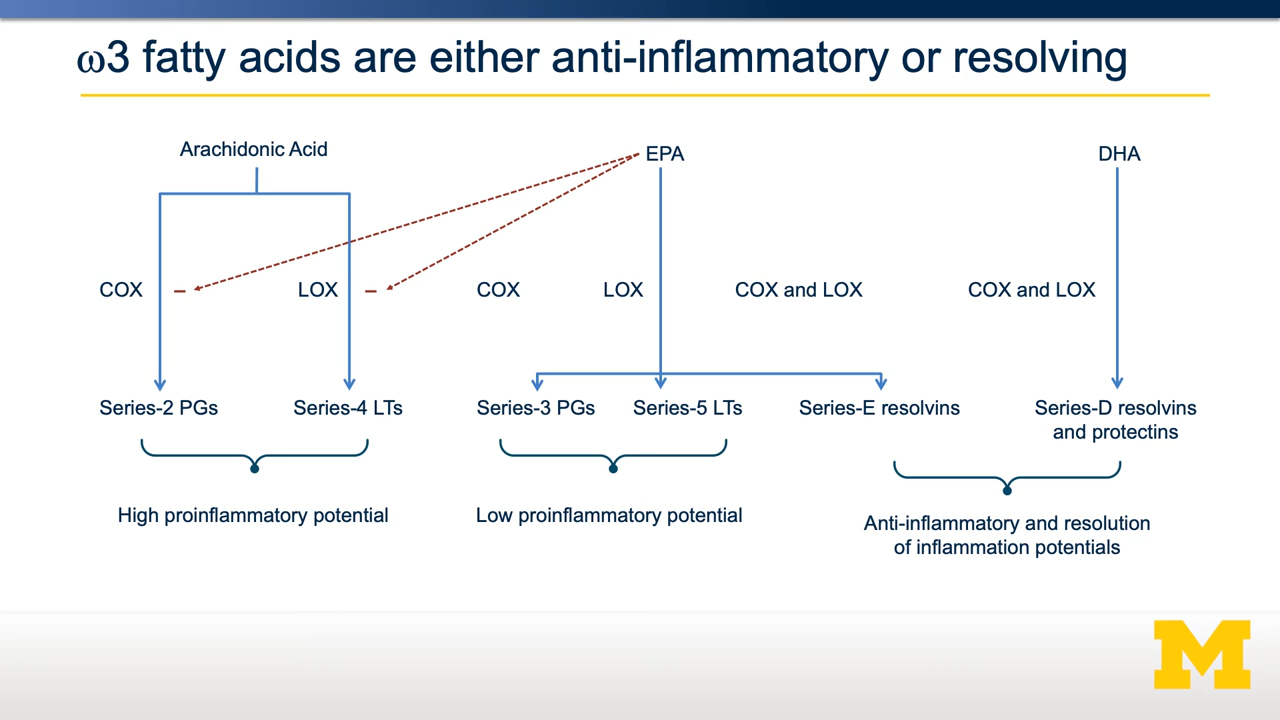 ω3 fatty acids are either anti-inflammatory or resolving
Arachidonic Acid
EPA
DHA
COX
–
LOX
–
COX
LOX
COX and LOX
COX and LOX
Series-2 PGs
Series-4 LTs
Series-3 PGs
Series-5 LTs
Series-E resolvins
Series-D resolvins
and protectins
High proinflammatory potential
Low proinflammatory potential
Anti-inflammatory and resolution
of inflammation potentials
M